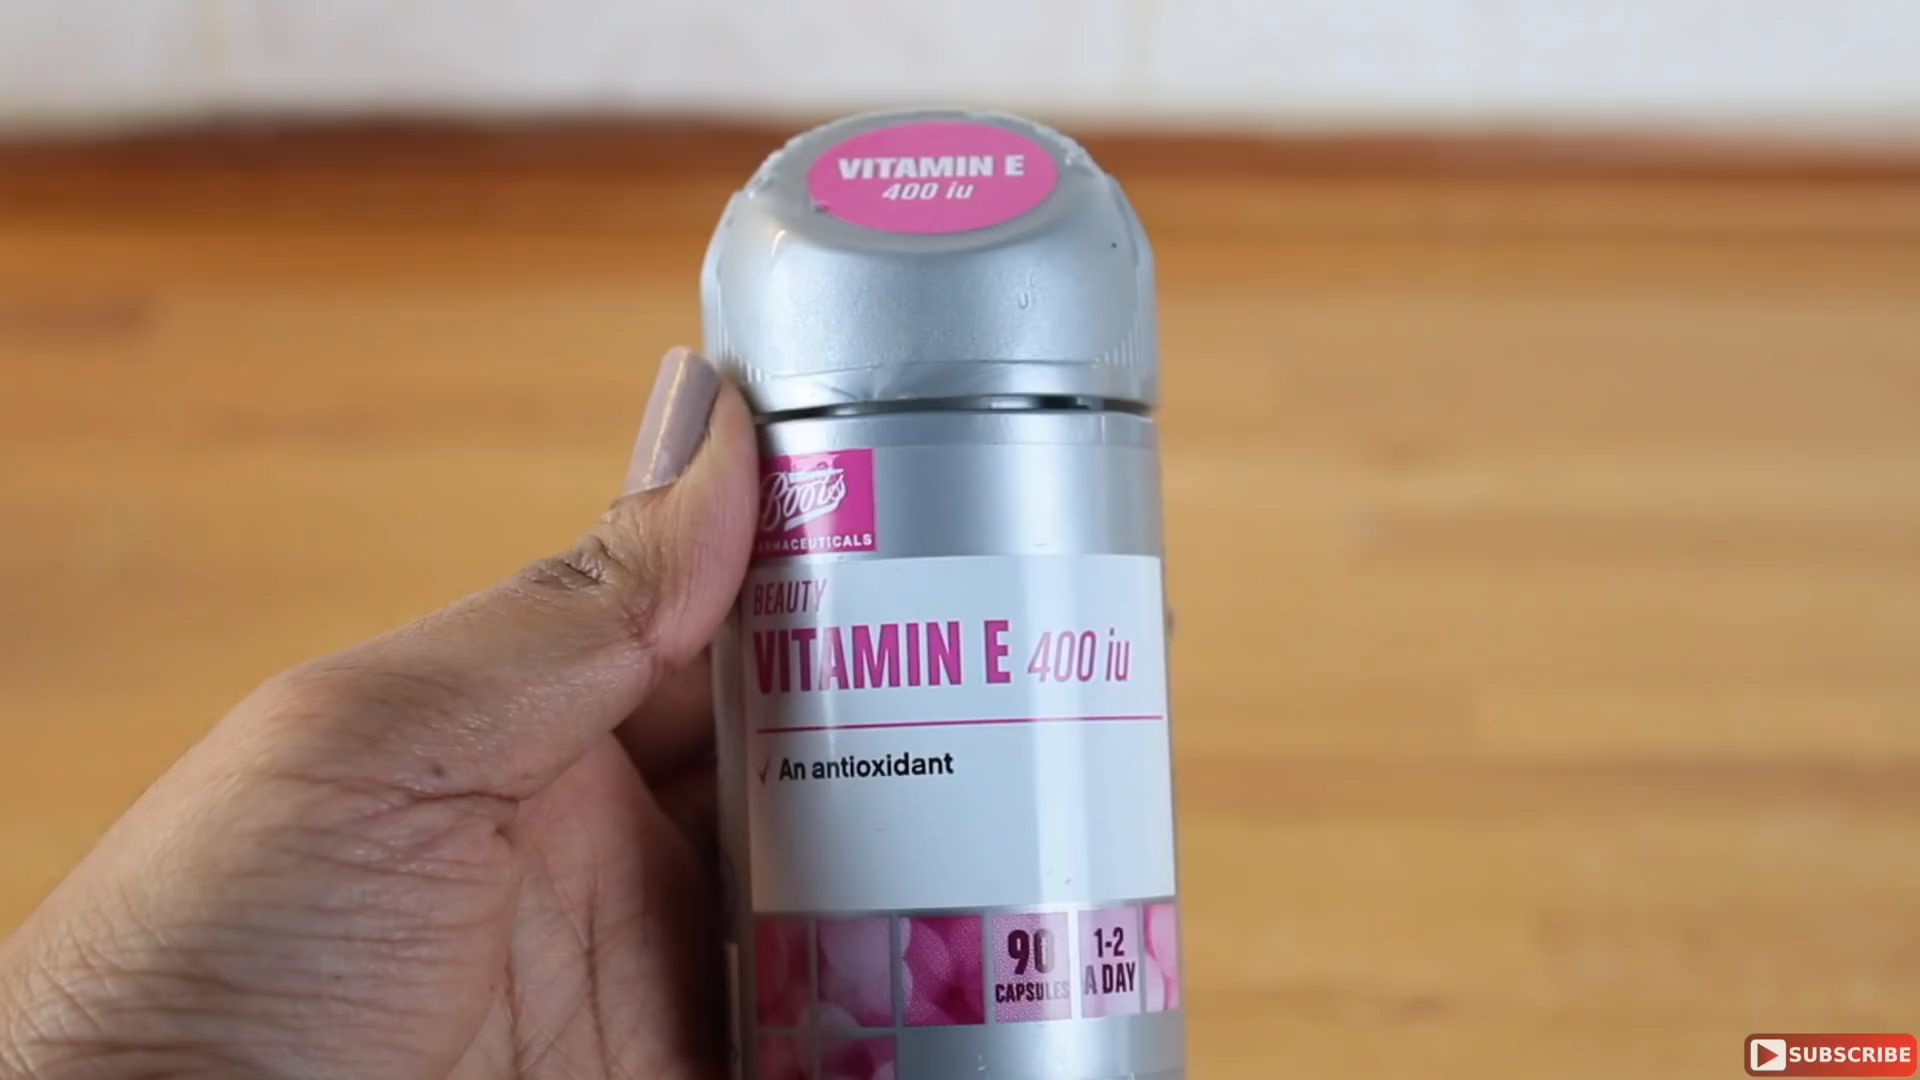 VITAMIN E
400 iu
Boots
BEAUTY
VITAMIN E 400 iu
✓ An antioxidant
90
CAPSULES
1-2
A DAY
SUBSCRIBE